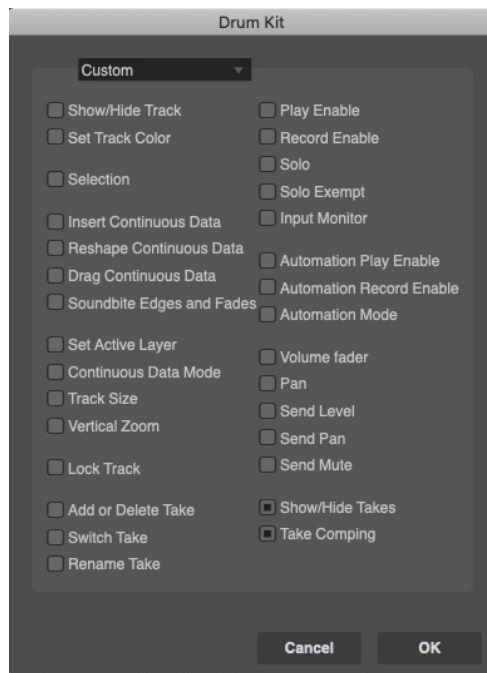 Drum Kit
Custom
Show/Hide Track
Set Track Color
Selection
Insert Continuous Data
Reshape Continuous Data
Drag Continuous Data
Soundbite Edges and Fades
Set Active Layer
Continuous Data Mode
Track Size
Vertical Zoom
Lock Track
Add or Delete Take
Switch Take
Rename Take
Play Enable
Record Enable
Solo
Solo Exempt
Input Monitor
Automation Play Enable
Automation Record Enable
Automation Mode
Volume fader
Pan
Send Level
Send Pan
Send Mute
Show/Hide Takes
Take Comping
Cancel
OK